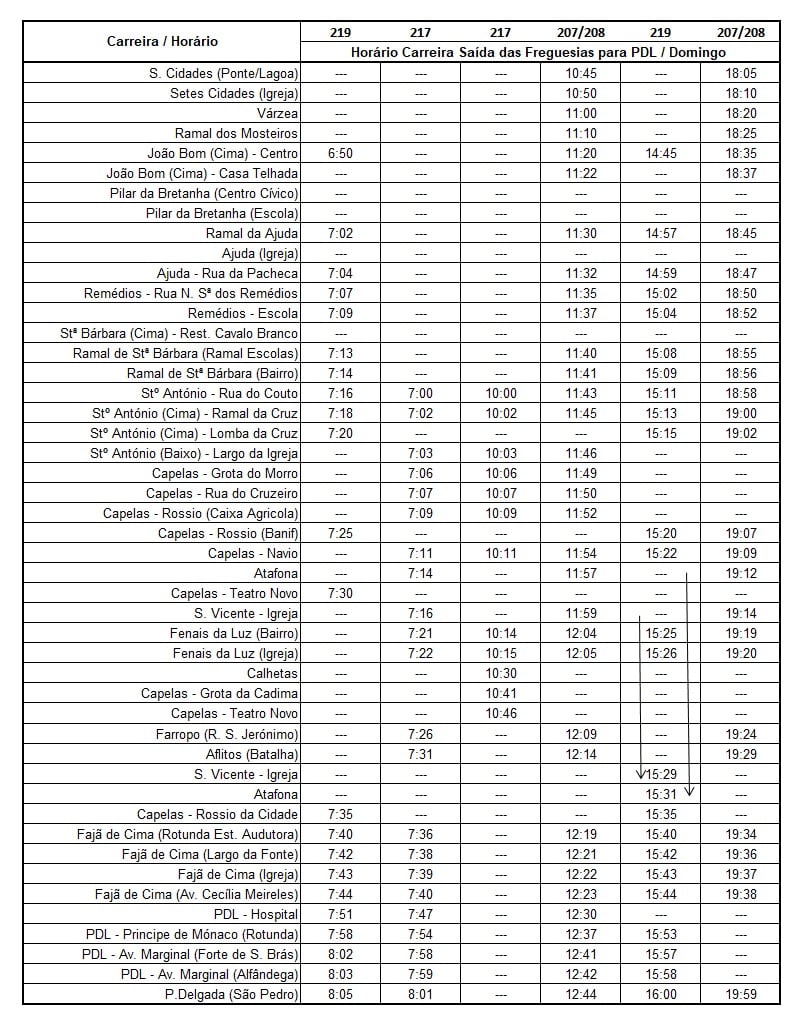 Carreira / Horário 219 217 217 207/208 219 207/208
Horário Carreira Saída das Freguesias para PDL / Domingo
S. Cidades (Ponte/Lagoa) --- --- --- 10:45 --- 18:05
Setes Cidades (Igreja) --- --- --- 10:50 --- 18:10
Várzea --- --- --- 11:00 --- 18:20
Ramal dos Mosteiros --- --- --- 11:10 --- 18:25
João Bom (Cima) - Centro 6:50 --- --- 11:20 14:45 18:35
João Bom (Cima) - Casa Telhada --- --- --- 11:22 --- 18:37
Pilar da Bretanha (Centro Cívico) --- --- --- --- --- ---
Pilar da Bretanha (Escola) --- --- --- --- --- ---
Ramal da Ajuda 7:02 --- --- 11:30 14:57 18:45
Ajuda (Igreja) --- --- --- --- --- ---
Ajuda - Rua da Pacheca 7:04 --- --- 11:32 14:59 18:47
Remédios - Rua N. Sª dos Remédios 7:07 --- --- 11:35 15:02 18:50
Remédios - Escola 7:09 --- --- 11:37 15:04 18:52
Stª Bárbara (Cima) - Rest. Cavalo Branco --- --- --- --- --- ---
Ramal de Stª Bárbara (Ramal Escolas) 7:13 --- --- 11:40 15:08 18:55
Ramal de Stª Bárbara (Bairro) 7:14 --- --- 11:41 15:09 18:56
Stº António - Rua do Couto 7:16 7:00 10:00 11:43 15:11 18:58
Stº António (Cima) - Ramal da Cruz 7:18 7:02 10:02 11:45 15:13 19:00
Stº António (Cima) - Lomba da Cruz 7:20 --- --- --- 15:15 19:02
Stº António (Baixo) - Largo da Igreja --- 7:03 10:03 11:46 --- ---
Capelas - Grota do Morro --- 7:06 10:06 11:49 --- ---
Capelas - Rua do Cruzeiro --- 7:07 10:07 11:50 --- ---
Capelas - Rossio (Caixa Agricola) --- 7:09 10:09 11:52 --- ---
Capelas - Rossio (Banif) 7:25 --- --- --- 15:20 19:07
Capelas - Navio --- 7:11 10:11 11:54 15:22 19:09
Atafona --- 7:14 --- 11:57 --- 19:12
Capelas - Teatro Novo 7:30 --- --- --- --- ---
S. Vicente - Igreja --- 7:16 --- 11:59 --- 19:14
Fenais da Luz (Bairro) --- 7:21 10:14 12:04 15:25 19:19
Fenais da Luz (Igreja) --- 7:22 10:15 12:05 15:26 19:20
Calhetas --- --- 10:30 --- --- ---
Capelas - Grota da Cadima --- --- 10:41 --- --- ---
Capelas - Teatro Novo --- --- 10:46 --- --- ---
Farropo (R. S. Jerónimo) --- 7:26 --- 12:09 --- 19:24
Aflitos (Batalha) --- 7:31 --- 12:14 --- 19:29
S. Vicente - Igreja --- --- --- --- 15:29 ---
Atafona --- --- --- --- 15:31 ---
Capelas - Rossio da Cidade 7:35 --- --- --- 15:35 ---
Fajã de Cima (Rotunda Est. Audutora) 7:40 7:36 --- 12:19 15:40 19:34
Fajã de Cima (Largo da Fonte) 7:42 7:38 --- 12:21 15:42 19:36
Fajã de Cima (Igreja) 7:43 7:39 --- 12:22 15:43 19:37
Fajã de Cima (Av. Cecília Meireles) 7:44 7:40 --- 12:23 15:44 19:38
PDL - Hospital 7:51 7:47 --- 12:30 --- ---
PDL - Principe de Mónaco (Rotunda) 7:58 7:54 --- 12:37 15:53 ---
PDL - Av. Marginal (Forte de S. Brás) 8:02 7:58 --- 12:41 15:57 ---
PDL - Av. Marginal (Alfândega) 8:03 7:59 --- 12:42 15:58 ---
P.Delgada (São Pedro) 8:05 8:01 --- 12:44 16:00 19:59